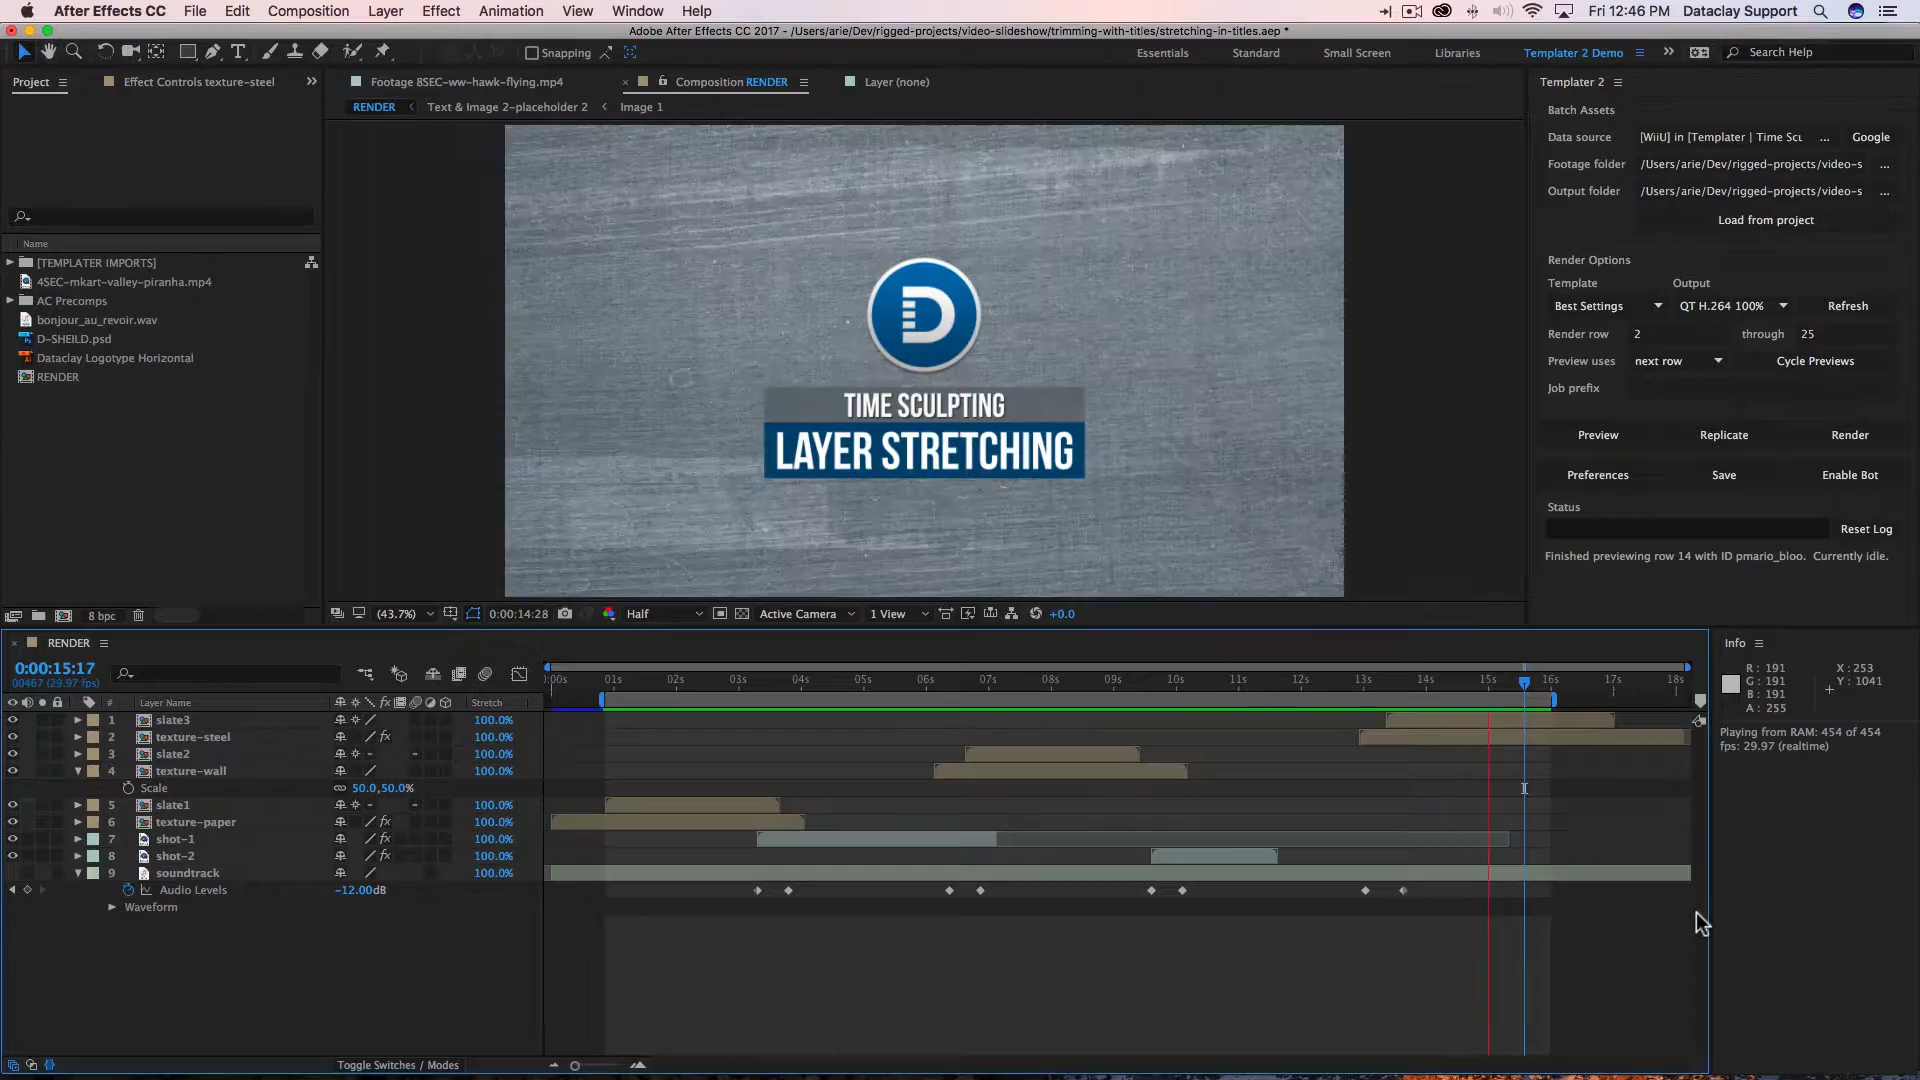 After Effects CC File Edit Composition Layer Effect Animation View Window Help Fri 12:46 PM Dataclay Support
Adobe After Effects CC 2017 - /Users/arie/Dev/rigged-projects/video-slideshow/trimming-with-titles/stretching-in-titles.aep *
Snapping Essentials Standard Small Screen Libraries Templater 2 Demo Search Help
Project Effect Controls texture-steel Footage 8SEC-ww-hawk-flying.mp4 Composition RENDER Layer (none) Templater 2
RENDER Text & Image 2-placeholder 2 Image 1
Batch Assets
Data source [WiiU] in [Templater | Time Scu ... Google
Footage folder /Users/arie/Dev/rigged-projects/video-s ...
Output folder /Users/arie/Dev/rigged-projects/video-s ...
Load from project
Name
[TEMPLATER IMPORTS]
4SEC-mkart-valley-piranha.mp4
AC Precomps
bonjour_au_revoir.wav
D-SHEILD.psd
Dataclay Logotype Horizontal
RENDER
D
TIME SCULPTING
LAYER STRETCHING
Render Options
Template Output
Best Settings QT H.264 100% Refresh
Render row 2 through 25
Preview uses next row Cycle Previews
Job prefix
Preview Replicate Render
Preferences Save Enable Bot
Status
Reset Log
Finished previewing row 14 with ID pmario_bloo. Currently idle.
8 bpc (43.7%) 0:00:14:28 Half Active Camera 1 View +0.0
RENDER
0:00:15:17
00467 (29.97 fps)
:00s 01s 02s 03s 04s 05s 06s 07s 08s 09s 10s 11s 12s 13s 14s 15s 16s 17s 18s
# Layer Name Stretch
1 slate3 100.0%
2 texture-steel fx 100.0%
3 slate2 100.0%
4 texture-wall 100.0%
Scale 50.0,50.0%
5 slate1 100.0%
6 texture-paper fx 100.0%
7 shot-1 fx 100.0%
8 shot-2 fx 100.0%
9 soundtrack 100.0%
Audio Levels -12.00dB
Waveform
Toggle Switches / Modes
Info
R: 191 X: 253
G: 191 Y: 1041
B: 191
A: 255
Playing from RAM: 454 of 454
fps: 29.97 (realtime)